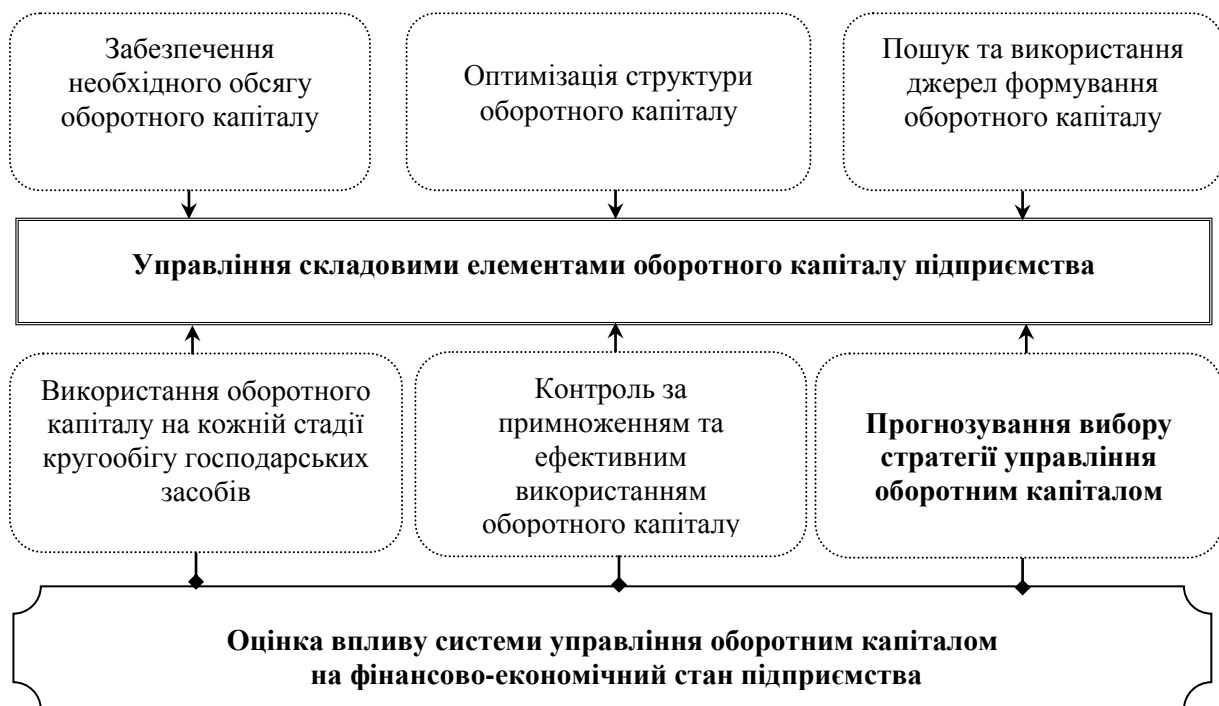 Забезпечення
необхідного обсягу
оборотного капіталу
Оптимізація структури
оборотного капіталу
Пошук та використання
джерел формування
оборотного капіталу
Управління складовими елементами оборотного капіталу підприємства
Використання оборотного
капіталу на кожній стадії
кругообігу господарських
засобів
Контроль за
примноженням та
ефективним
використанням
оборотного капіталу
Прогнозування вибору
стратегії управління
оборотним капіталом
Оцінка впливу системи управління оборотним капіталом
на фінансово-економічний стан підприємства